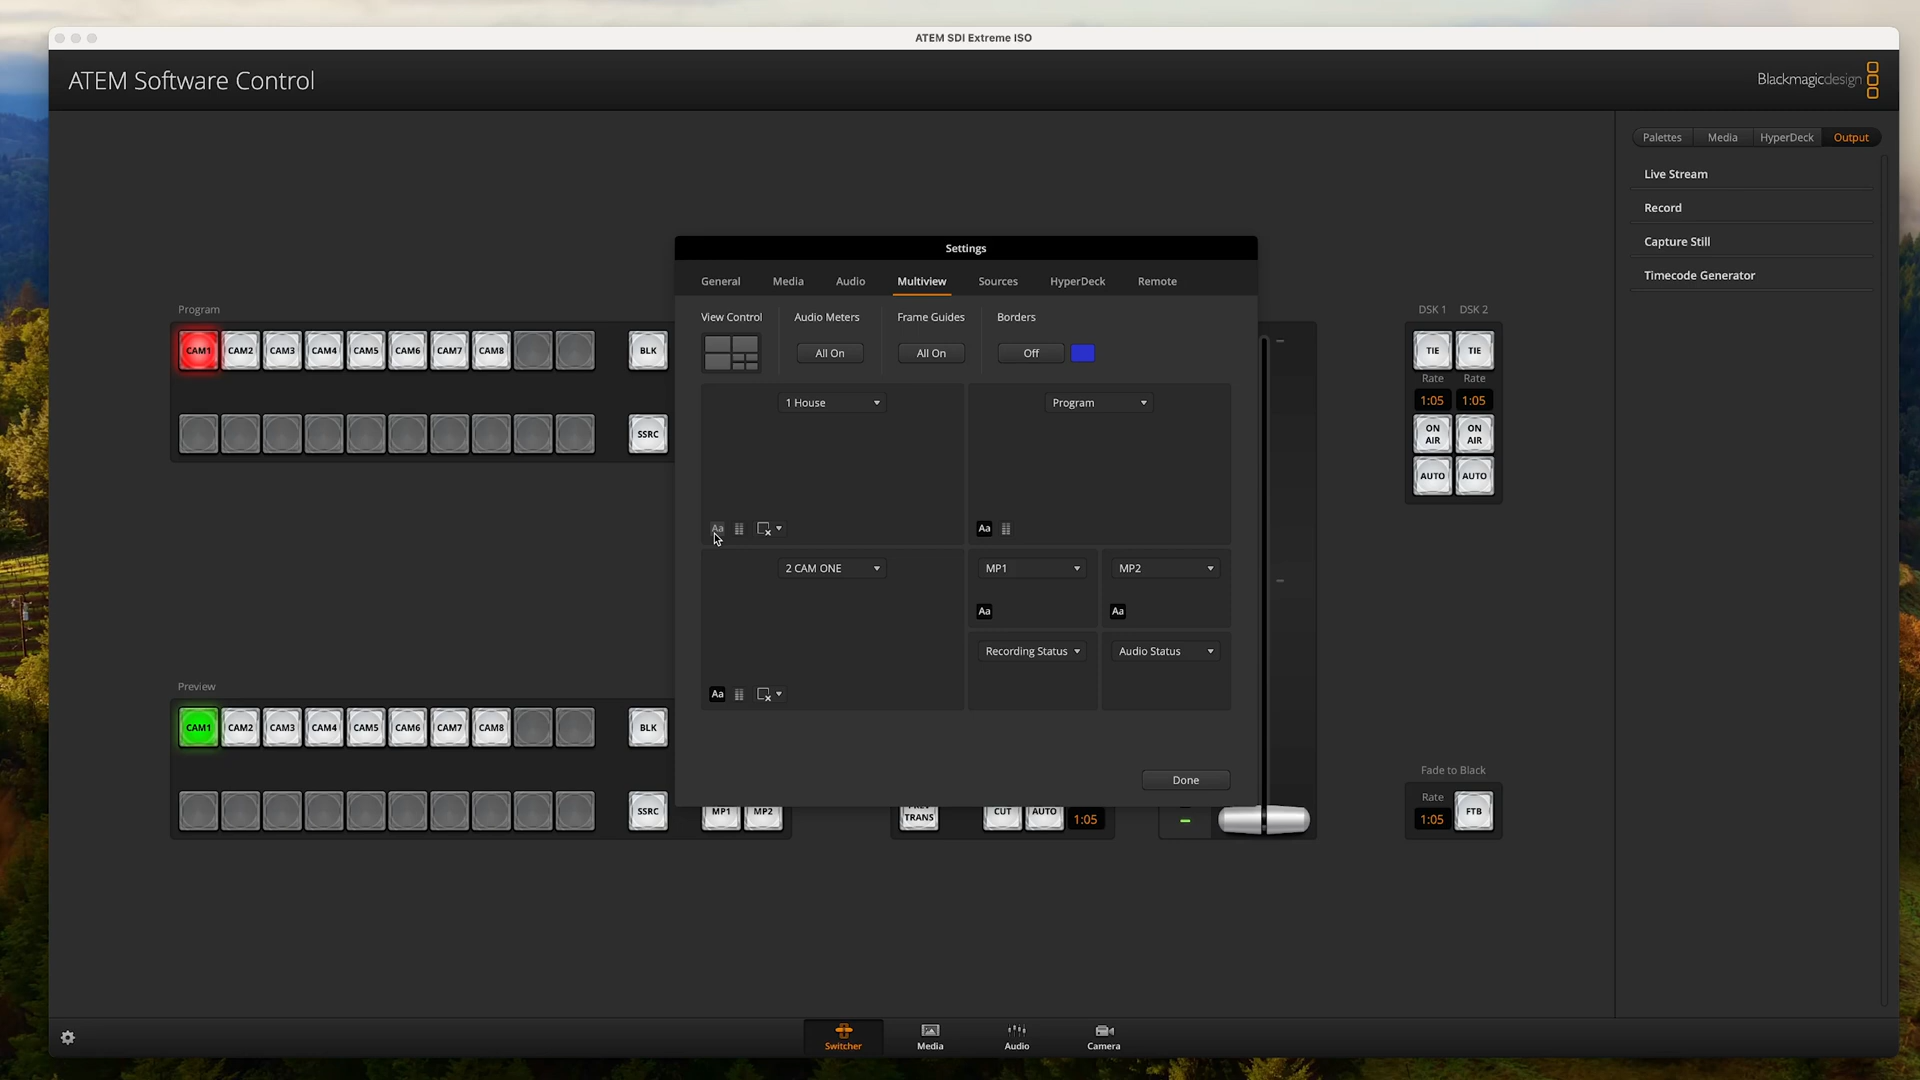 ATEM SDI Extreme ISO
ATEM Software Control
Blackmagicdesign
Palettes
Media
HyperDeck
Output
Live Stream
Record
Capture Still
Timecode Generator
Settings
General
Media
Audio
Multiview
Sources
HyperDeck
Remote
View Control
Audio Meters
Frame Guides
Borders
All On
All On
Off
1 House
Program
Aa
Aa
2 CAM ONE
MP1
MP2
Aa
Aa
Recording Status
Audio Status
Aa
Done
Program
CAM1
CAM2
CAM3
CAM4
CAM5
CAM6
CAM7
CAM8
BLK
SSRC
DSK 1
DSK 2
TIE
TIE
Rate
Rate
1:05
1:05
ON AIR
ON AIR
AUTO
AUTO
Preview
CAM1
CAM2
CAM3
CAM4
CAM5
CAM6
CAM7
CAM8
BLK
SSRC
MP1
MP2
TRANS
CUT
AUTO
1:05
Fade to Black
Rate
1:05
FTB
Switcher
Media
Audio
Camera